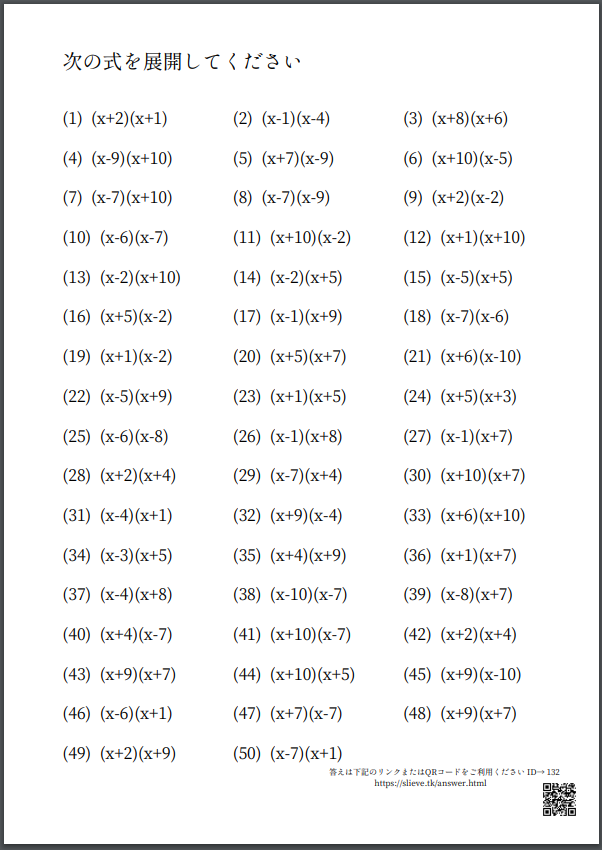 次の式を展開してください
(1) (x+2)(x+1) (2) (x-1)(x-4) (3) (x+8)(x+6)
(4) (x-9)(x+10) (5) (x+7)(x-9) (6) (x+10)(x-5)
(7) (x-7)(x+10) (8) (x-7)(x-9) (9) (x+2)(x-2)
(10) (x-6)(x-7) (11) (x+10)(x-2) (12) (x+1)(x+10)
(13) (x-2)(x+10) (14) (x-2)(x+5) (15) (x-5)(x+5)
(16) (x+5)(x-2) (17) (x-1)(x+9) (18) (x-7)(x-6)
(19) (x+1)(x-2) (20) (x+5)(x+7) (21) (x+6)(x-10)
(22) (x-5)(x+9) (23) (x+1)(x+5) (24) (x+5)(x+3)
(25) (x-6)(x-8) (26) (x-1)(x+8) (27) (x-1)(x+7)
(28) (x+2)(x+4) (29) (x-7)(x+4) (30) (x+10)(x+7)
(31) (x-4)(x+1) (32) (x+9)(x-4) (33) (x+6)(x+10)
(34) (x-3)(x+5) (35) (x+4)(x+9) (36) (x+1)(x+7)
(37) (x-4)(x+8) (38) (x-10)(x-7) (39) (x-8)(x+7)
(40) (x+4)(x-7) (41) (x+10)(x-7) (42) (x+2)(x+4)
(43) (x+9)(x+7) (44) (x+10)(x+5) (45) (x+9)(x-10)
(46) (x-6)(x+1) (47) (x+7)(x-7) (48) (x+9)(x+7)
(49) (x+2)(x+9) (50) (x-7)(x+1)
答えは下記のリンクまたはQRコードをご利用ください ID→ 132
https://slieve.tk/answer.html